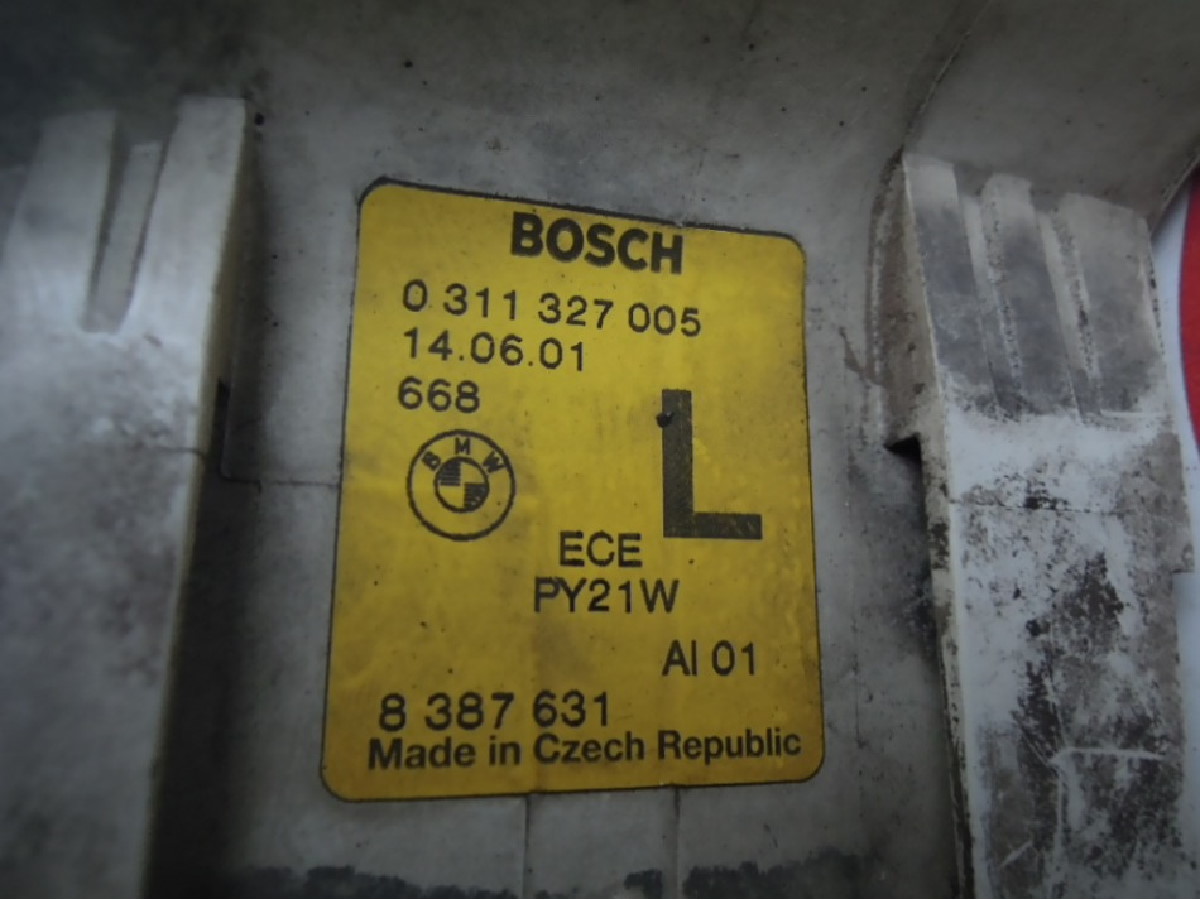 BOSCH
0 311 327 005
14.06.01
668
BMW
L
ECE
PY21W
AI 01
8 387 631
Made in Czech Republic